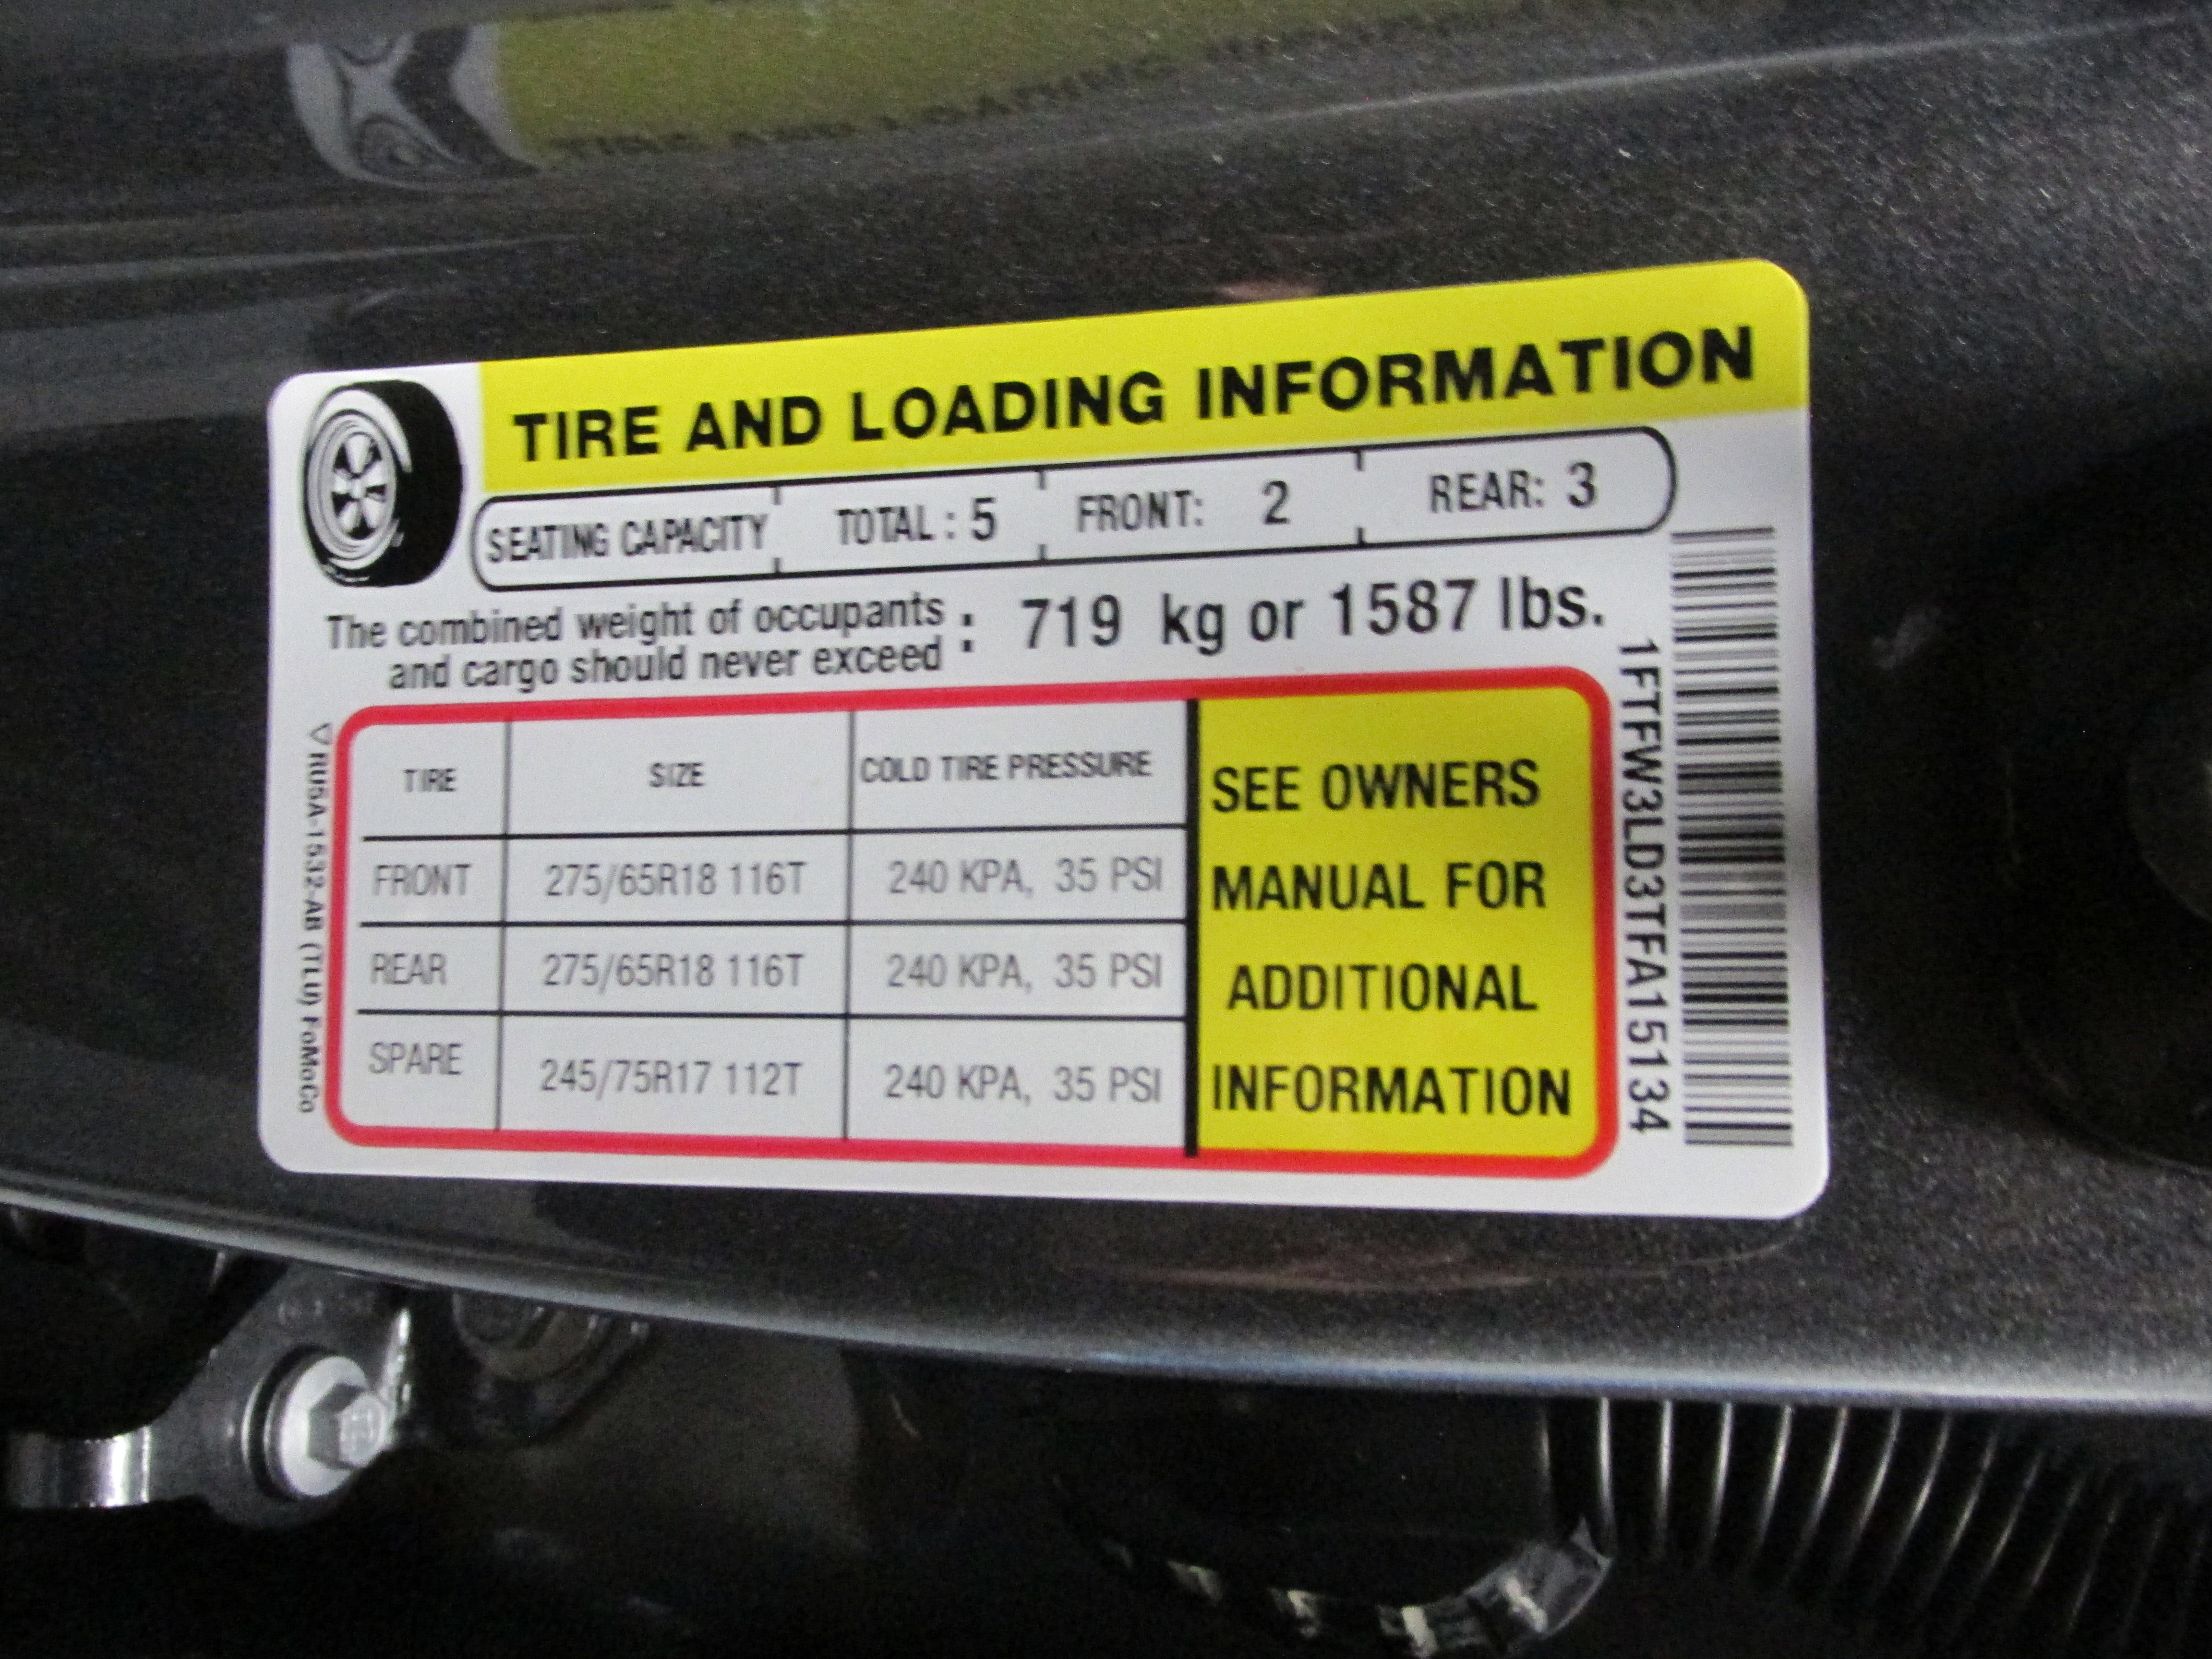 TIRE AND LOADING INFORMATION
SEATING CAPACITY TOTAL : 5 FRONT: 2 REAR: 3
The combined weight of occupants
and cargo should never exceed : 719 kg or 1587 lbs.
TIRE SIZE COLD TIRE PRESSURE
FRONT 275/65R18 116T 240 KPA, 35 PSI
REAR 275/65R18 116T 240 KPA, 35 PSI
SPARE 245/75R17 112T 240 KPA, 35 PSI
SEE OWNERS
MANUAL FOR
ADDITIONAL
INFORMATION
1FTFW3LD3TFA15134
RU5A-1532-AB (TLU) FoMoCo